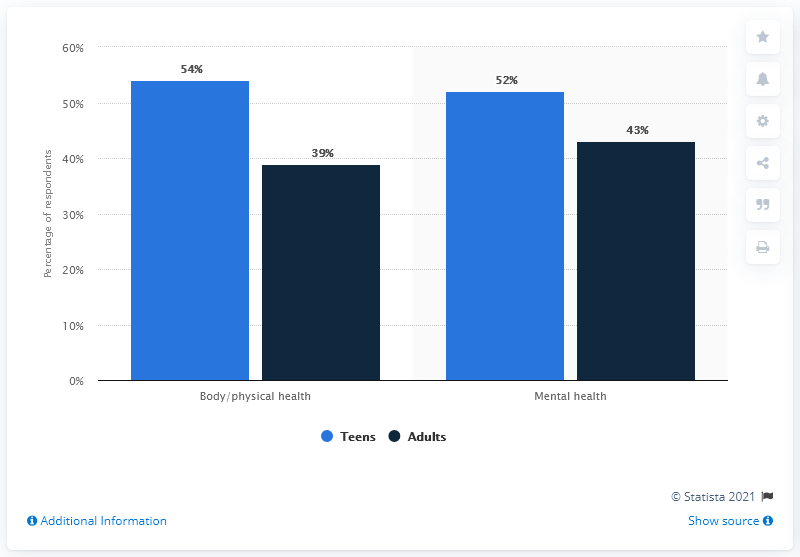 60%
50%
40%
30%
20%
10%
0%
Percentage of respondents
54%
39%
52%
43%
Body/physical health
Mental health
Teens
Adults
© Statista 2021
Additional Information
Show source